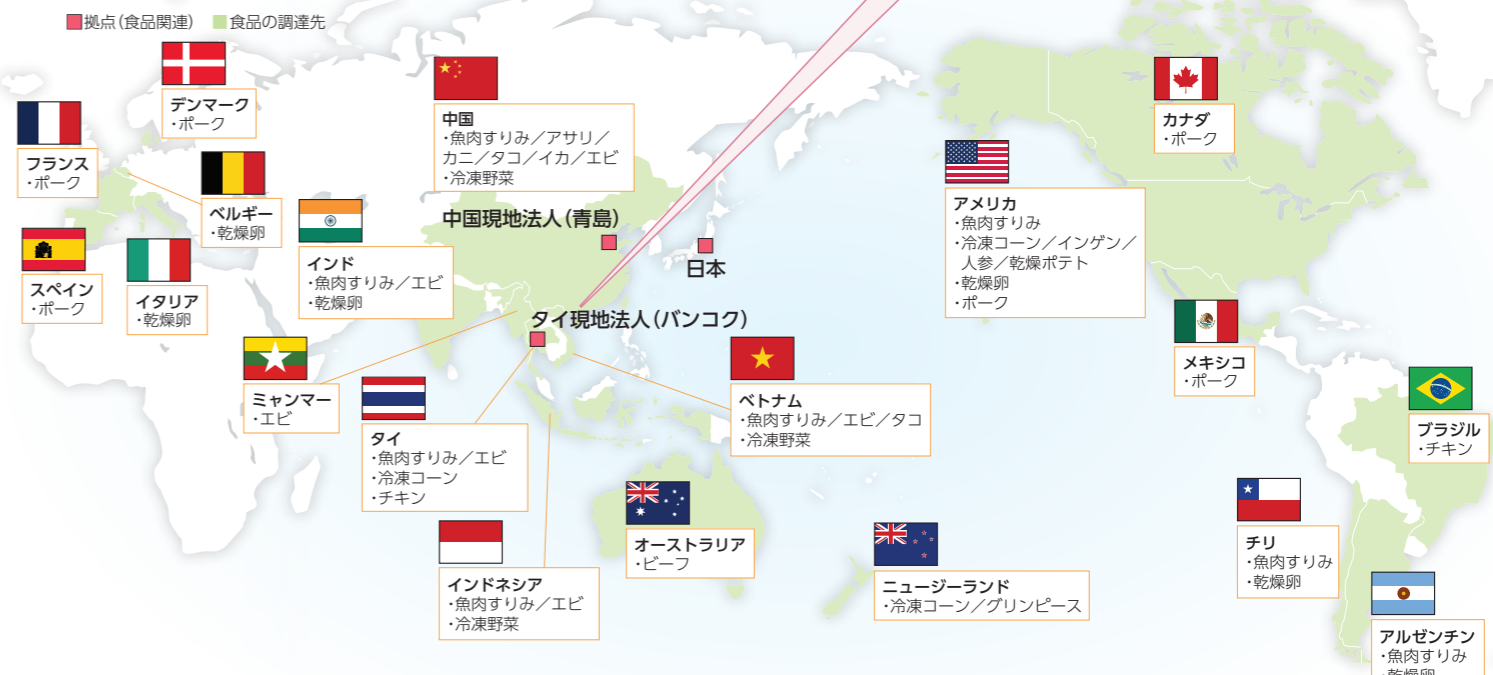 拠点(食品関連) 食品の調達先
デンマーク
・ポーク
フランス
・ポーク
ベルギー
・乾燥卵
スペイン
・ポーク
イタリア
・乾燥卵
中国
・魚肉すりみ／アサリ／
カニ／タコ／イカ／エビ
・冷凍野菜
中国現地法人(青島)
日本
インド
・魚肉すりみ／エビ
・乾燥卵
タイ現地法人(バンコク)
ミャンマー
・エビ
タイ
・魚肉すりみ／エビ
・冷凍コーン
・チキン
ベトナム
・魚肉すりみ／エビ／タコ
・冷凍野菜
インドネシア
・魚肉すりみ／エビ
・冷凍野菜
オーストラリア
・ビーフ
ニュージーランド
・冷凍コーン／グリンピース
カナダ
・ポーク
アメリカ
・魚肉すりみ
・冷凍コーン／インゲン／
人参／乾燥ポテト
・乾燥卵
・ポーク
メキシコ
・ポーク
ブラジル
・チキン
チリ
・魚肉すりみ
・乾燥卵
アルゼンチン
・魚肉すりみ
・乾燥卵